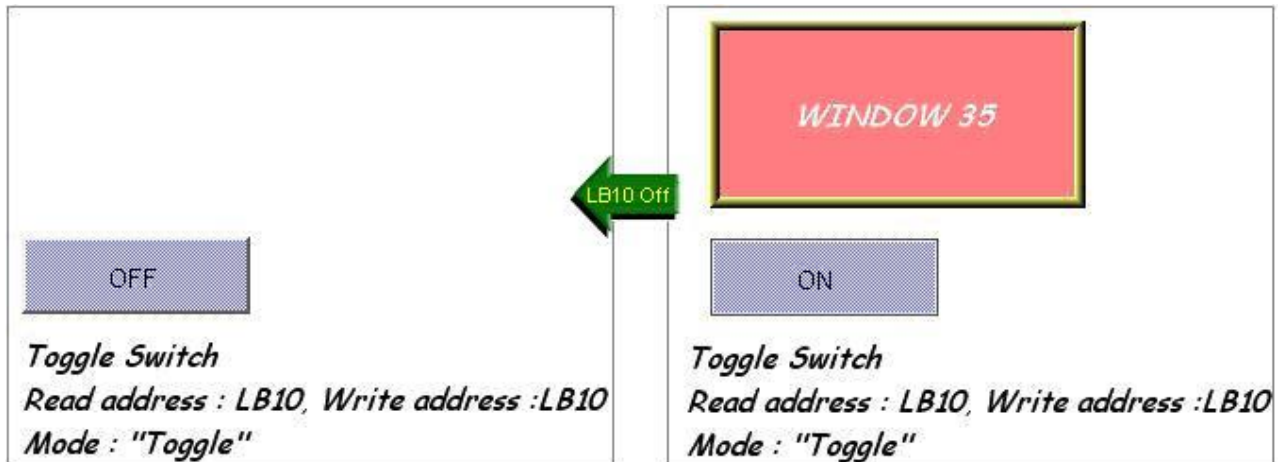 WINDOW 35
LB10 Off
OFF
ON
Toggle Switch
Read address : LB10, Write address :LB10
Mode : "Toggle"
Toggle Switch
Read address : LB10, Write address :LB10
Mode : "Toggle"